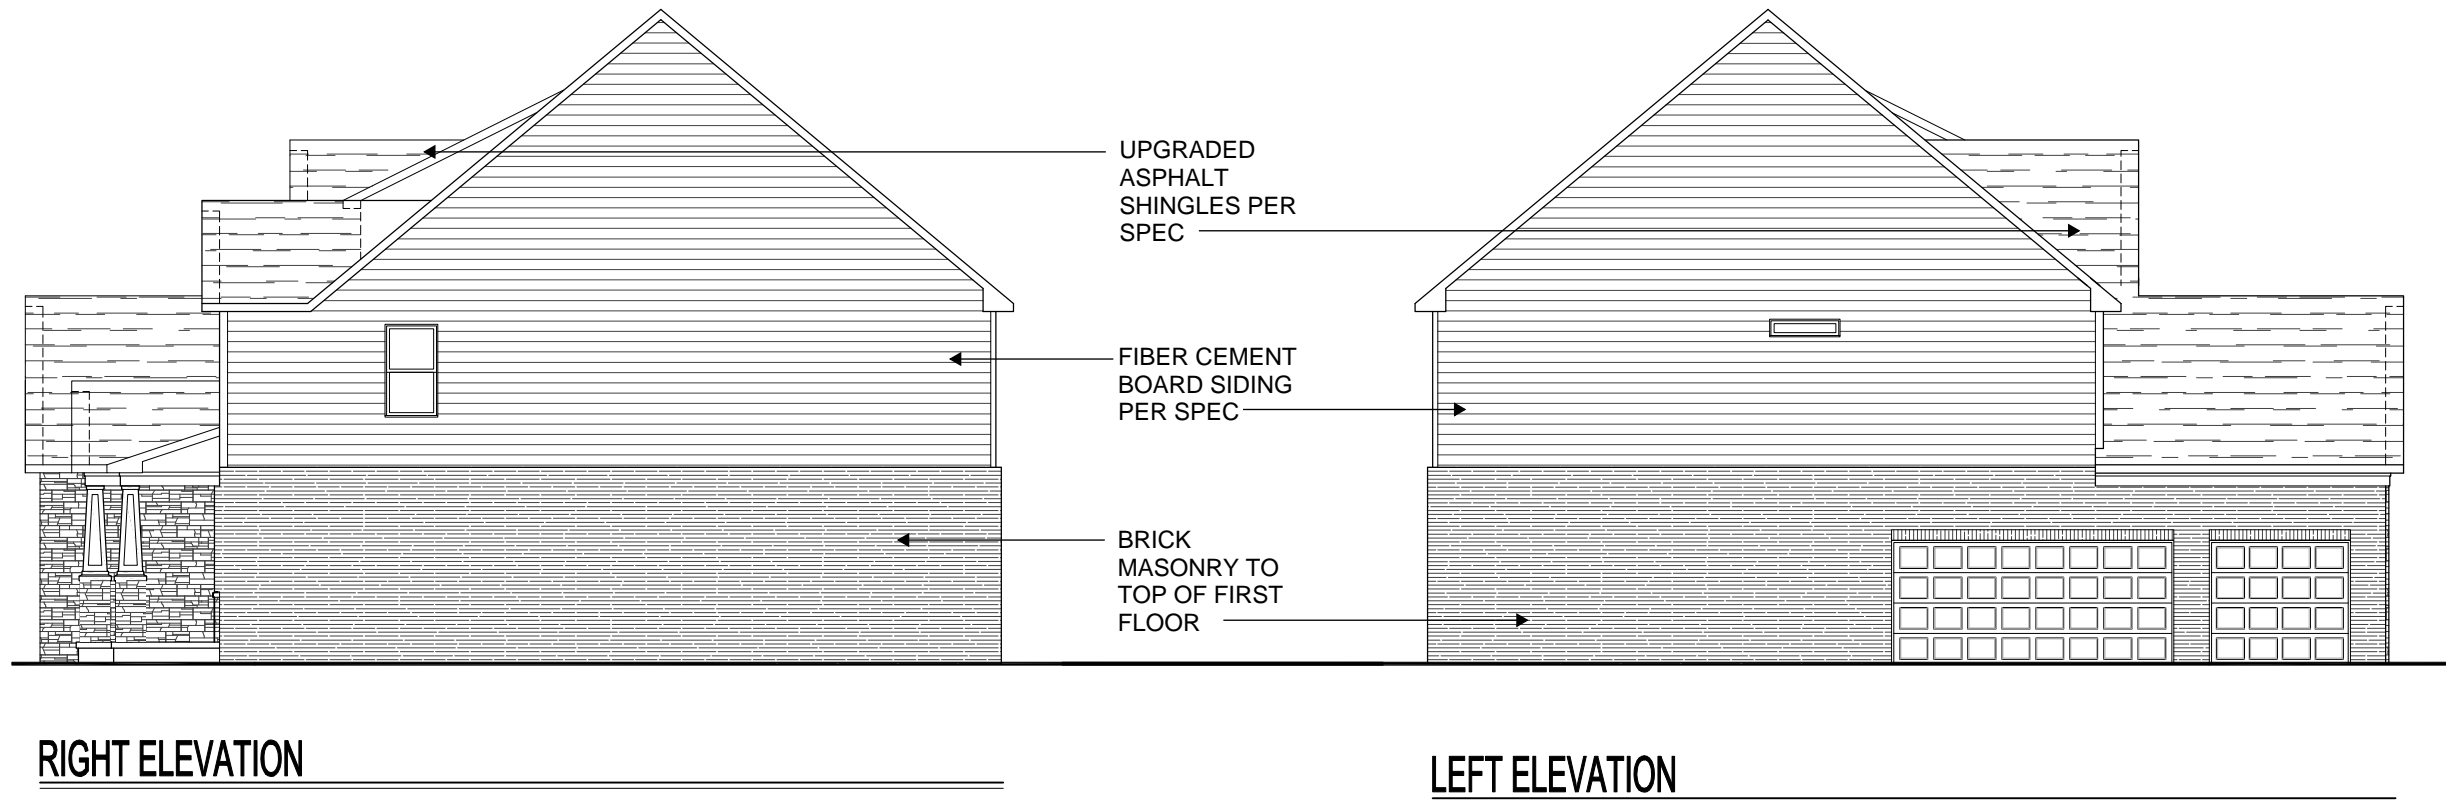 UPGRADED
ASPHALT
SHINGLES PER
SPEC
FIBER CEMENT
BOARD SIDING
PER SPEC
BRICK
MASONRY TO
TOP OF FIRST
FLOOR
RIGHT ELEVATION
LEFT ELEVATION